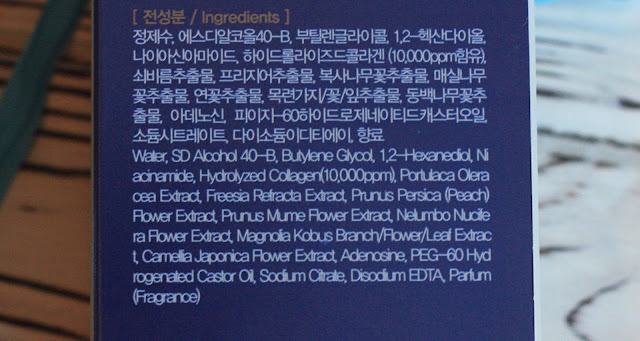 [ 전성분 / Ingredients ]
정제수, 에스디알코올40-B, 부틸렌글라이콜, 1,2-헥산다이올,
나이아신아마이드, 하이드롤라이즈드콜라겐 (10,000ppm함유),
쇠비름추출물, 프리지어추출물, 복사나무꽃추출물, 매실나무
꽃추출물, 연꽃추출물, 목련가지/꽃/잎추출물, 동백나무꽃추
출물, 아데노신, 피이지-60하이드로제네이티드캐스터오일,
소듐시트레이트, 다이소듐이디티에이, 향료
Water, SD Alcohol 40-B, Butylene Glycol, 1,2-Hexanediol, Ni
acinamide, Hydrolyzed Collagen(10,000ppm), Portulaca Olera
cea Extract, Freesia Refracta Extract, Prunus Persica (Peach)
Flower Extract, Prunus Mume Flower Extract, Nelumbo Nucife
ra Flower Extract, Magnolia Kobus Branch/Flower/Leaf Extrac
t, Camellia Japonica Flower Extract, Adenosine, PEG-60 Hyd
rogenated Castor Oil, Sodium Citrate, Disodium EDTA, Parfum
(Fragrance)